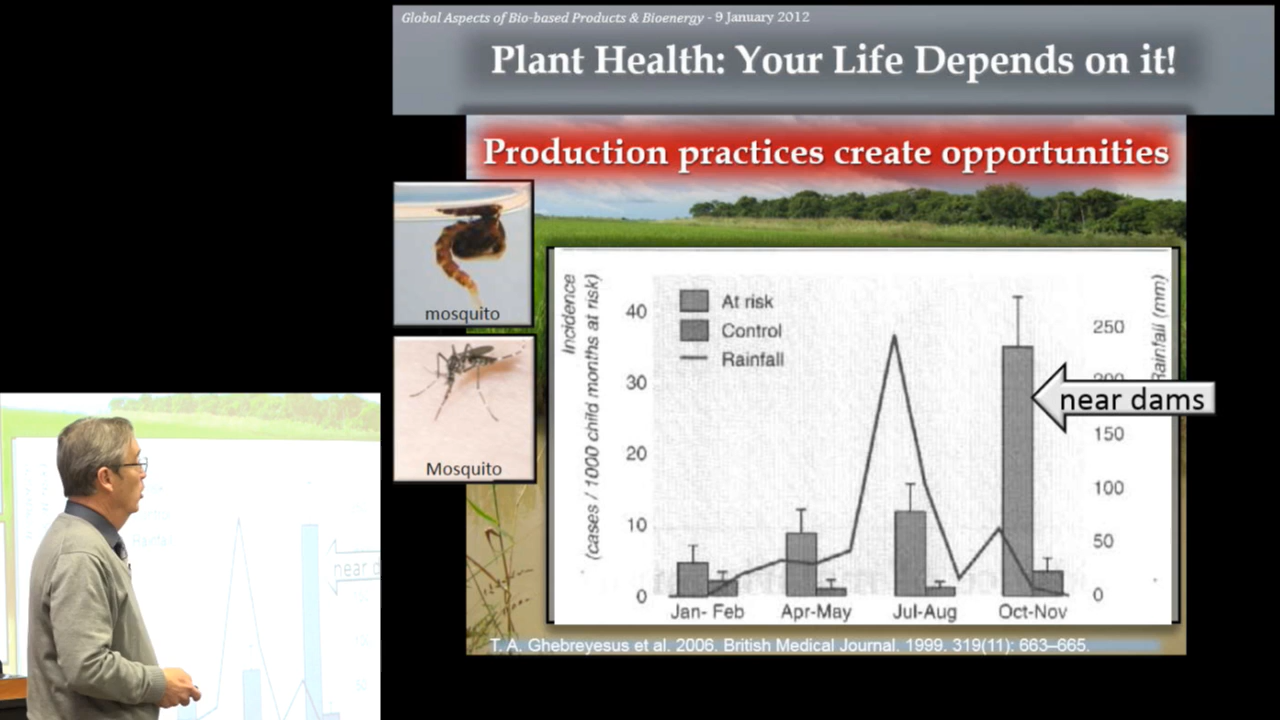 Global Aspects of Bio-based Products & Bioenergy - 9 January 2012
Plant Health: Your Life Depends on it!
Production practices create opportunities
mosquito
Mosquito
Incidence
(cases / 1000 child months at risk)
40
30
20
10
0
At risk
Control
Rainfall
Rainfall (mm)
250
200
150
100
50
0
near dams
Jan- Feb
Apr-May
Jul-Aug
Oct-Nov
T. A. Ghebreyesus et al. 2006. British Medical Journal. 1999. 319(11): 663–665.
near d